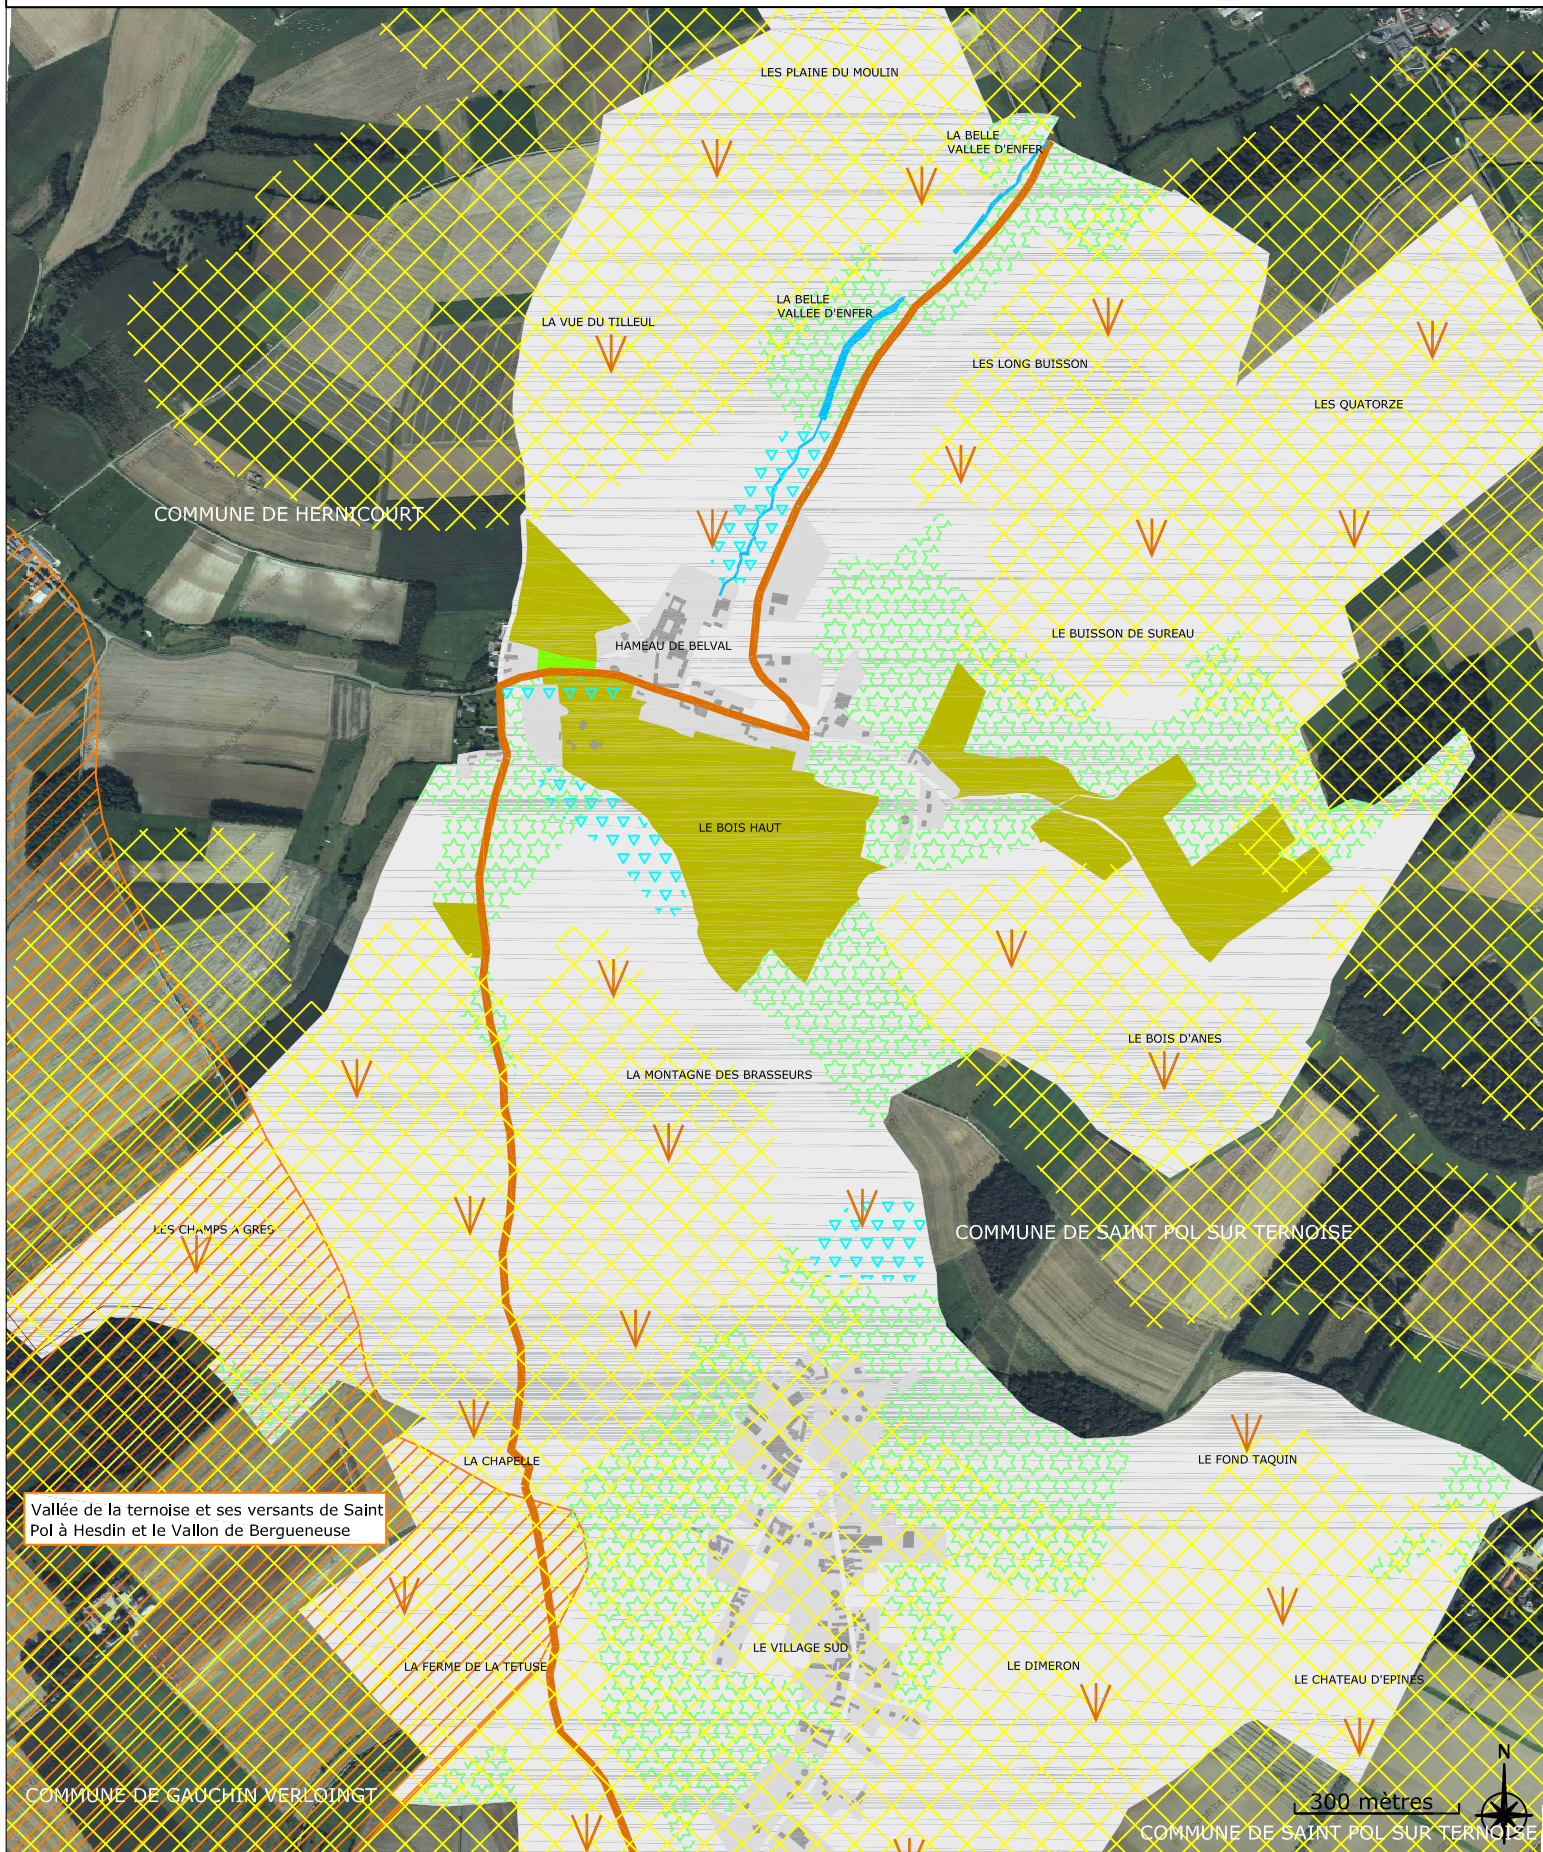 LES PLAINE DU MOULIN
LA BELLE
VALLEE D'ENFER
LA BELLE
VALLEE D'ENFER
LA VUE DU TILLEUL
LES LONG BUISSON
LES QUATORZE
COMMUNE DE HERNICOURT
LE BUISSON DE SUREAU
HAMEAU DE BELVAL
LE BOIS HAUT
LE BOIS D'ANES
LA MONTAGNE DES BRASSEURS
LES CHAMPS A GRES
COMMUNE DE SAINT POL SUR TERNOISE
LA CHAPELLE
LE FOND TAQUIN
Vallée de la ternoise et ses versants de Saint
Pol à Hesdin et le Vallon de Bergueneuse
LE VILLAGE SUD
LA FERME DE LA TETUSE
LE DIMERON
LE CHATEAU D'EPINES
N
COMMUNE DE GAUCHIN VERLOINGT
300 mètres
COMMUNE DE SAINT POL SUR TERNOISE